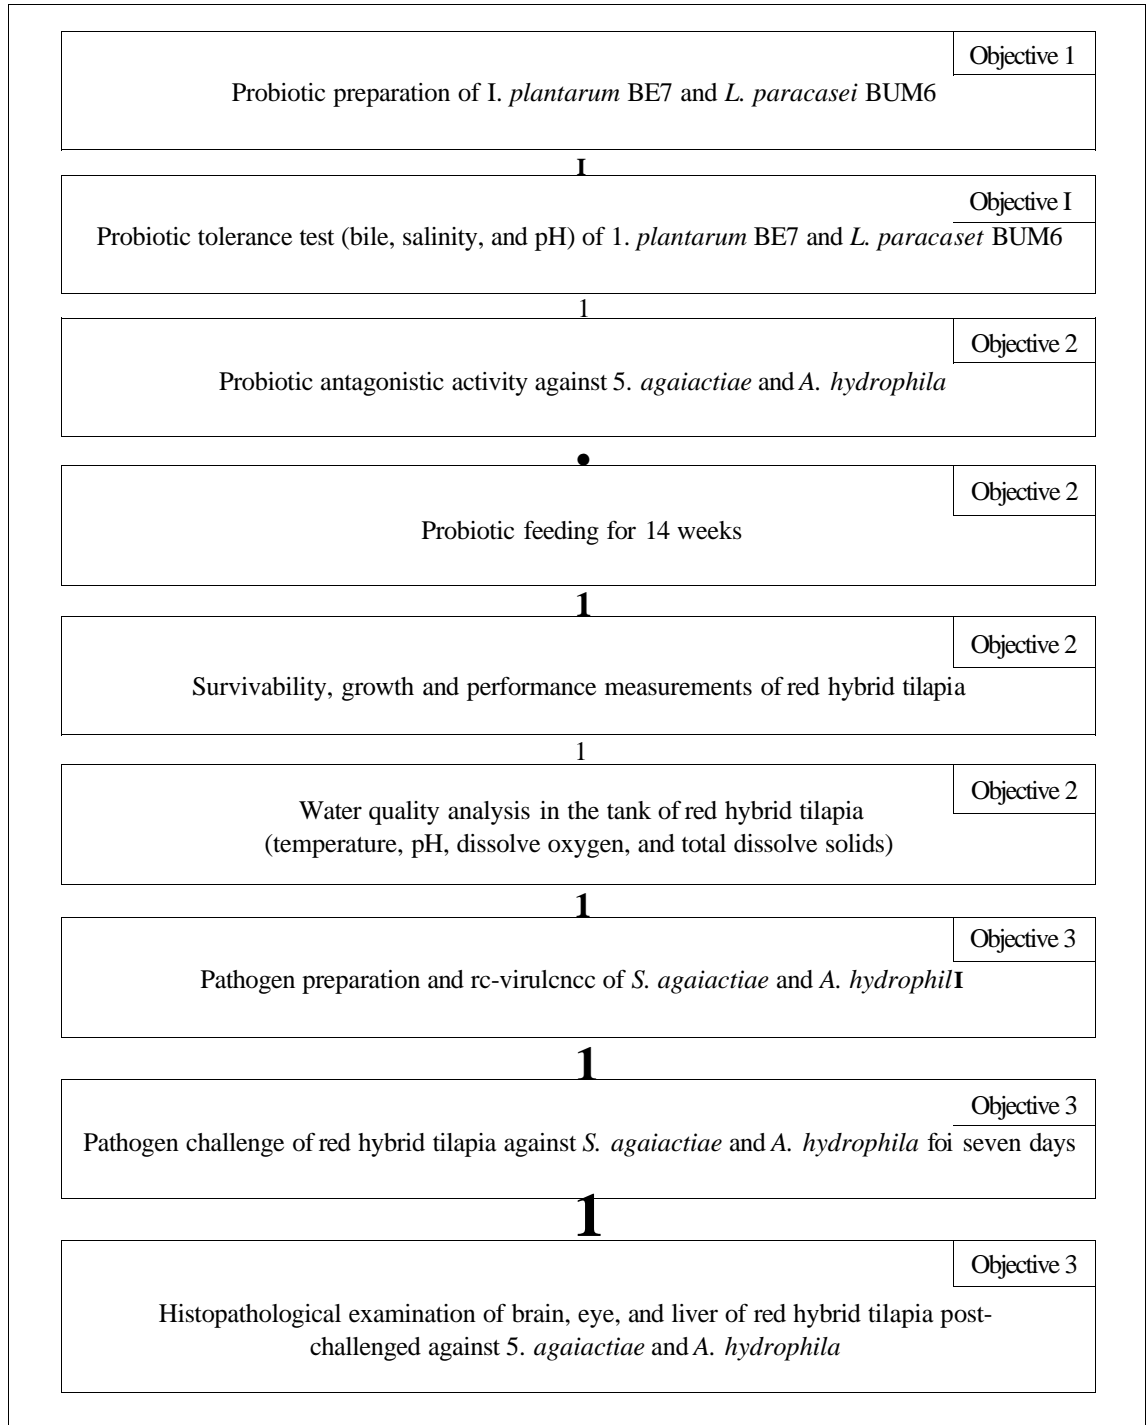 Objective 1
Probiotic preparation of I. plantarum BE7 and L. paracasei BUM6
I
Objective I
Probiotic tolerance test (bile, salinity, and pH) of 1. plantarum BE7 and L. paracaset BUM6
1
Objective 2
Probiotic antagonistic activity against 5. agaiactiae and A. hydrophila
•
Objective 2
Probiotic feeding for 14 weeks
1
Objective 2
Survivability, growth and performance measurements of red hybrid tilapia
1
Objective 2
Water quality analysis in the tank of red hybrid tilapia
(temperature, pH, dissolve oxygen, and total dissolve solids)
1
Objective 3
Pathogen preparation and rc-virulcncc of S. agaiactiae and A. hydrophilI
1
Objective 3
Pathogen challenge of red hybrid tilapia against S. agaiactiae and A. hydrophila foi seven days
1
Objective 3
Histopathological examination of brain, eye, and liver of red hybrid tilapia post-
challenged against 5. agaiactiae and A. hydrophila